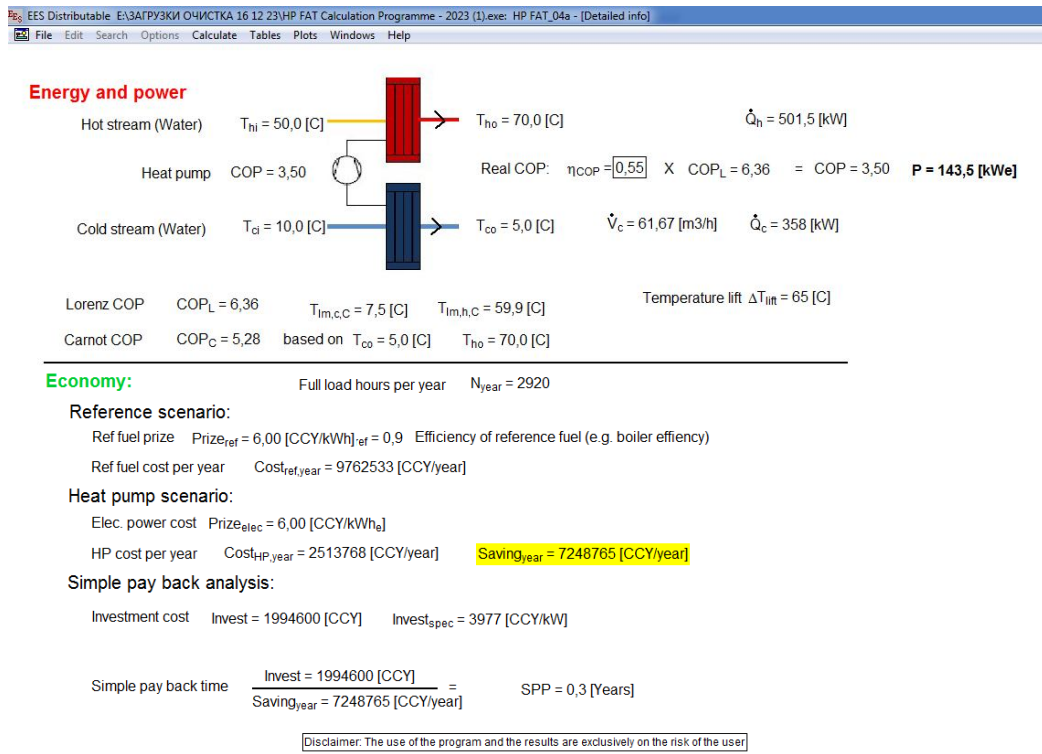 EES Distributable E:\ЗАГРУЗКИ ОЧИСТКА 16 12 23\HP FAT Calculation Programme - 2023 (1).exe: HP FAT_04a - [Detailed info]
File Edit Search Options Calculate Tables Plots Windows Help
Energy and power
Hot stream (Water) Thi = 50,0 [C] Tho = 70,0 [C] Q̇h = 501,5 [kW]
Heat pump COP = 3,50 Real COP: ηCOP = 0,55 X COPL = 6,36 = COP = 3,50 P = 143,5 [kWe]
Cold stream (Water) Tci = 10,0 [C] Tco = 5,0 [C] V̇c = 61,67 [m3/h] Q̇c = 358 [kW]
Lorenz COP COPL = 6,36 Tlm,c,C = 7,5 [C] Tlm,h,C = 59,9 [C] Temperature lift ΔTlift = 65 [C]
Carnot COP COPC = 5,28 based on Tco = 5,0 [C] Tho = 70,0 [C]
Economy: Full load hours per year Nyear = 2920
Reference scenario:
Ref fuel prize Prizeref = 6,00 [CCY/kWh] ref = 0,9 Efficiency of reference fuel (e.g. boiler effiency)
Ref fuel cost per year Costref,year = 9762533 [CCY/year]
Heat pump scenario:
Elec. power cost Prizeelec = 6,00 [CCY/kWhe]
HP cost per year CostHP,year = 2513768 [CCY/year] Savingyear = 7248765 [CCY/year]
Simple pay back analysis:
Investment cost Invest = 1994600 [CCY] Investspec = 3977 [CCY/kW]
Simple pay back time Invest = 1994600 [CCY] = SPP = 0,3 [Years]
Savingyear = 7248765 [CCY/year]
Disclaimer: The use of the program and the results are exclusively on the risk of the user